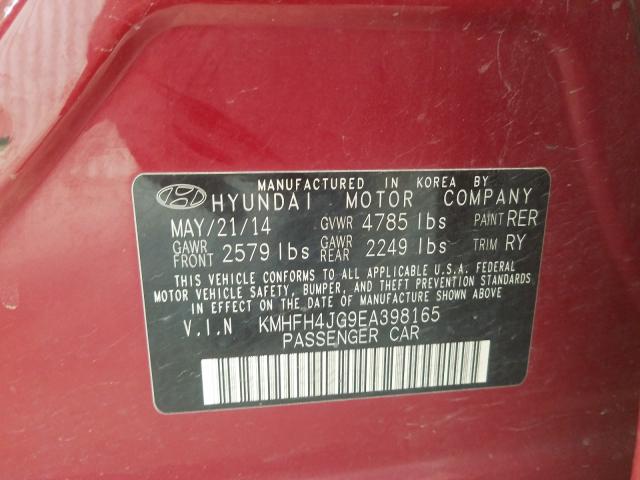 MANUFACTURED IN KOREA BY
HYUNDAI MOTOR COMPANY
MAY/21/14 GVWR 4785 lbs PAINT RER
GAWR FRONT 2579 lbs GAWR REAR 2249 lbs TRIM RY
THIS VEHICLE CONFORMS TO ALL APPLICABLE U.S.A. FEDERAL
MOTOR VEHICLE SAFETY, BUMPER, AND THEFT PREVENTION
STANDARDS IN EFFECT ON THE DATE OF MANUFACTURE SHOWN ABOVE.
V.I.N KMHFH4JG9EA398165
PASSENGER CAR